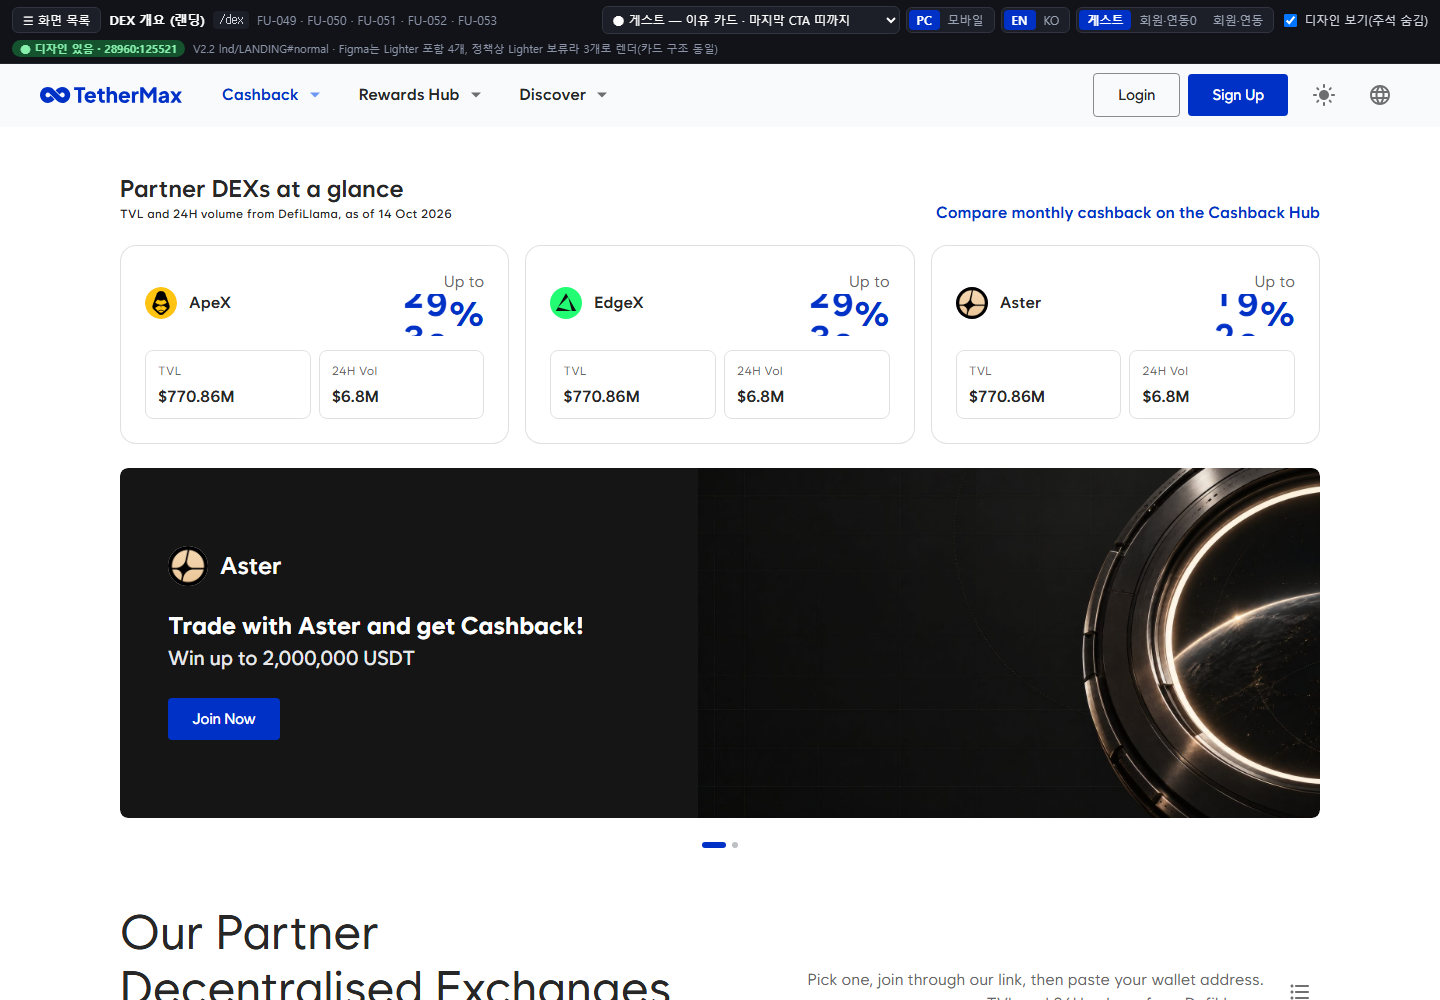 ☰ 화면 목록 DEX 개요 (랜딩) /dex FU-049 · FU-050 · FU-051 · FU-052 · FU-053 ● 게스트 — 이유 카드 · 마지막 CTA 띠까지 PC 모바일 EN KO 게스트 회원·연동0 회원·연동 디자인 보기(주석 숨김)
● 디자인 있음 · 28960:125521 V2.2 lnd/LANDING#normal · Figma는 Lighter 포함 4개, 정책상 Lighter 보류라 3개로 렌더(카드 구조 동일)
TetherMax Cashback Rewards Hub Discover Login Sign Up
Partner DEXs at a glance
TVL and 24H volume from DefiLlama, as of 14 Oct 2026
Compare monthly cashback on the Cashback Hub
ApeX
Up to
%
TVL
$770.86M
24H Vol
$6.8M
EdgeX
Up to
%
TVL
$770.86M
24H Vol
$6.8M
Aster
Up to
%
TVL
$770.86M
24H Vol
$6.8M
Aster
Trade with Aster and get Cashback!
Win up to 2,000,000 USDT
Join Now
Our Partner
Decentralised Exchanges
Pick one, join through our link, then paste your wallet address.